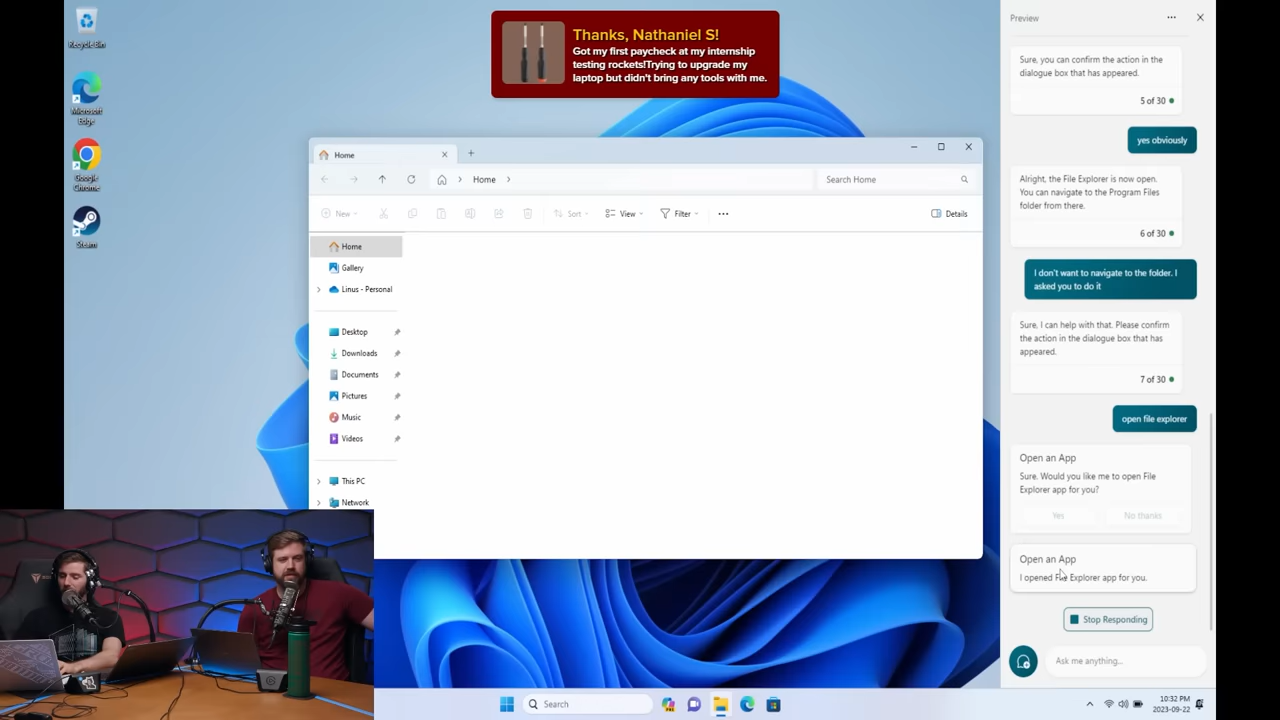 Recycle Bin
Microsoft
Edge
Google
Chrome
Steam
Thanks, Nathaniel S!
Got my first paycheck at my internship
testing rockets!Trying to upgrade my
laptop but didn't bring any tools with me.
Home
Home
Search Home
New
Sort
View
Filter
Details
Home
Gallery
Linus - Personal
Desktop
Downloads
Documents
Pictures
Music
Videos
This PC
Network
Preview
Sure, you can confirm the action in the
dialogue box that has appeared.
5 of 30
yes obviously
Alright, the File Explorer is now open.
You can navigate to the Program Files
folder from there.
6 of 30
I don't want to navigate to the folder. I
asked you to do it
Sure, I can help with that. Please confirm
the action in the dialogue box that has
appeared.
7 of 30
open file explorer
Open an App
Sure. Would you like me to open File
Explorer app for you?
Yes
No thanks
Open an App
I opened File Explorer app for you.
Stop Responding
Ask me anything...
Search
10:32 PM
2023-09-22